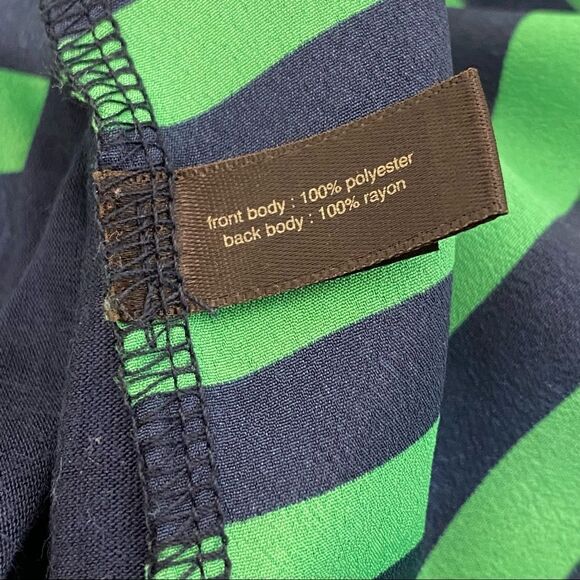 front body : 100% polyester
back body : 100% rayon